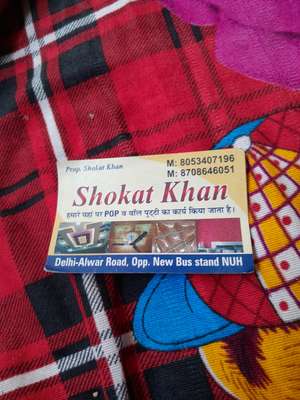 Prop. Shokat Khan
M: 8053407196
M: 8708646051
Shokat Khan
हमारे यहां पर POP व वॉल पुट्टी का कार्य किया जाता है।
Delhi-Alwar Road, Opp. New Bus stand NUH